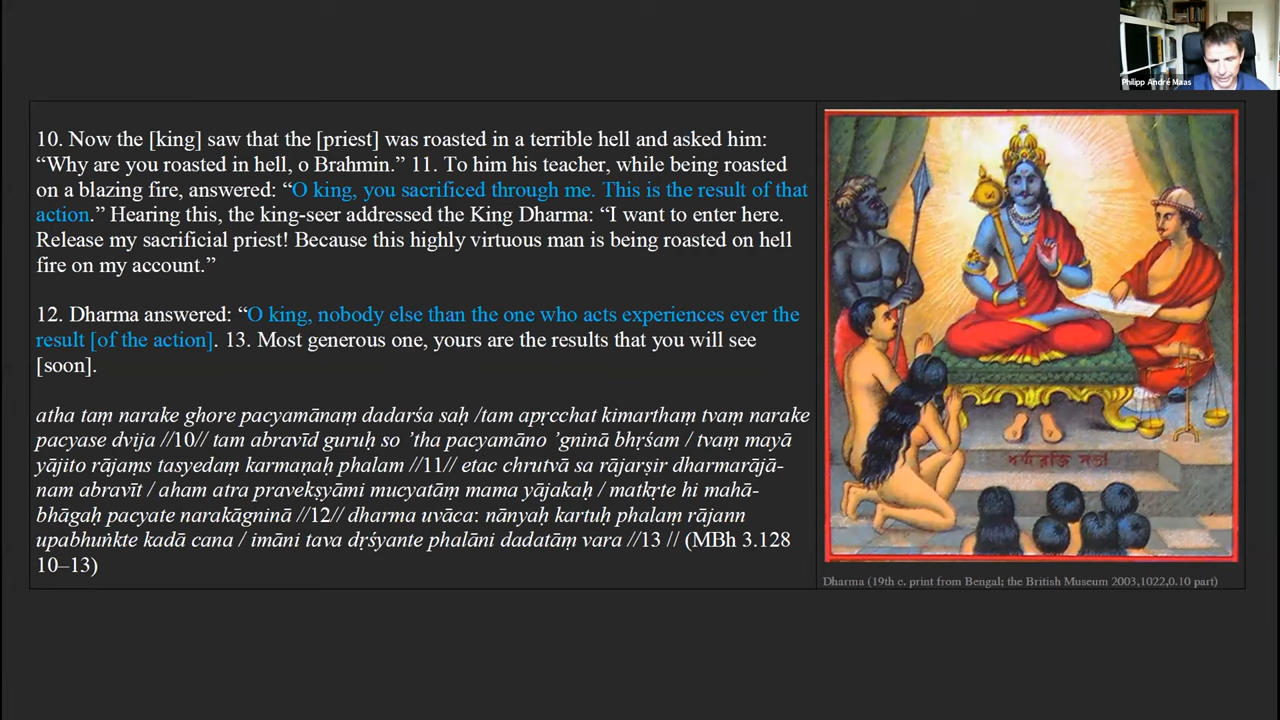 Philipp André Maas
10. Now the [king] saw that the [priest] was roasted in a terrible hell and asked him:
“Why are you roasted in hell, o Brahmin.” 11. To him his teacher, while being roasted
on a blazing fire, answered: “O king, you sacrificed through me. This is the result of that
action.” Hearing this, the king-seer addressed the King Dharma: “I want to enter here.
Release my sacrificial priest! Because this highly virtuous man is being roasted on hell
fire on my account.”
12. Dharma answered: “O king, nobody else than the one who acts experiences ever the
result [of the action]. 13. Most generous one, yours are the results that you will see
[soon].
atha taṃ narake ghore pacyamānaṃ dadarśa saḥ /tam apṛcchat kimarthaṃ tvaṃ narake
pacyase dvija //10// tam abravīd guruḥ so ’tha pacyamāno ’gninā bhṛśam / tvaṃ mayā
yājito rājaṃs tasyedaṃ karmaṇaḥ phalam //11// etac chrutvā sa rājarṣir dharmarājā-
nam abravīt / aham atra pravekṣyāmi mucyatāṃ mama yājakaḥ / matkṛte hi mahā-
bhāgaḥ pacyate narakāgninā //12// dharma uvāca: nānyaḥ kartuḥ phalaṃ rājann
upabhuṅkte kadā cana / imāni tava dṛśyante phalāni dadatāṃ vara //13 // (MBh 3.128
10–13)
Dharma (19th c. print from Bengal; the British Museum 2003,1022,0.10 part)